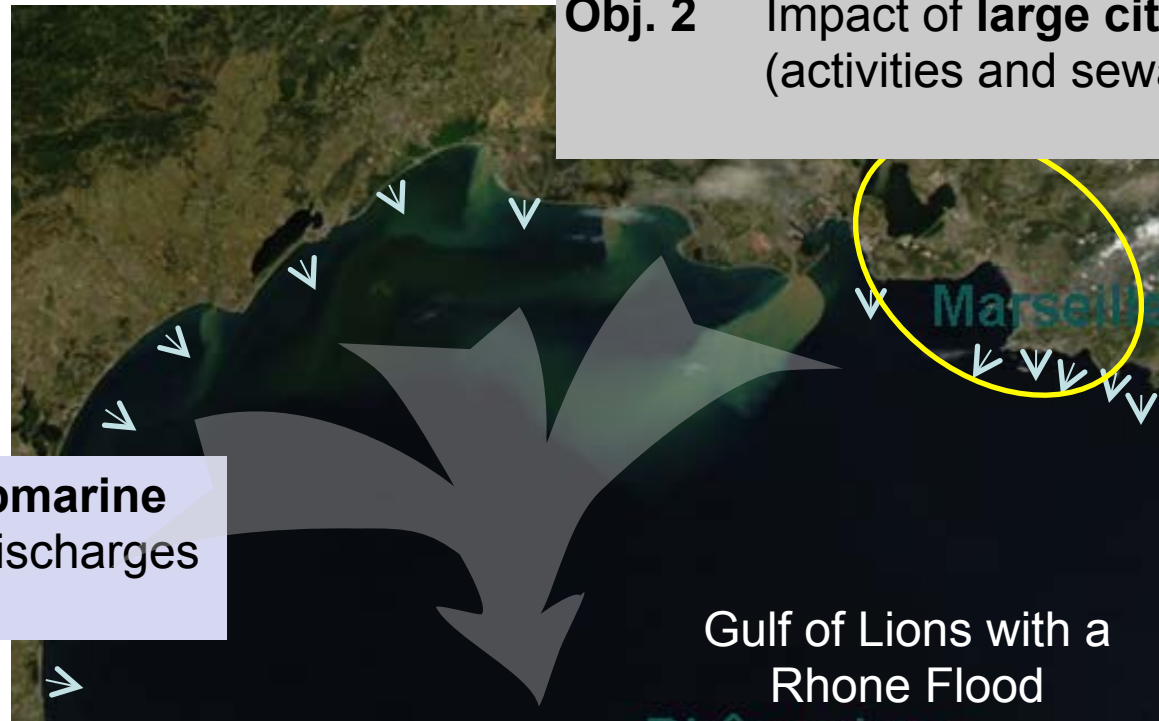 Obj. 2 Impact of large cit
(activities and sewa
Marseille
omarine
ischarges
Gulf of Lions with a
Rhone Flood